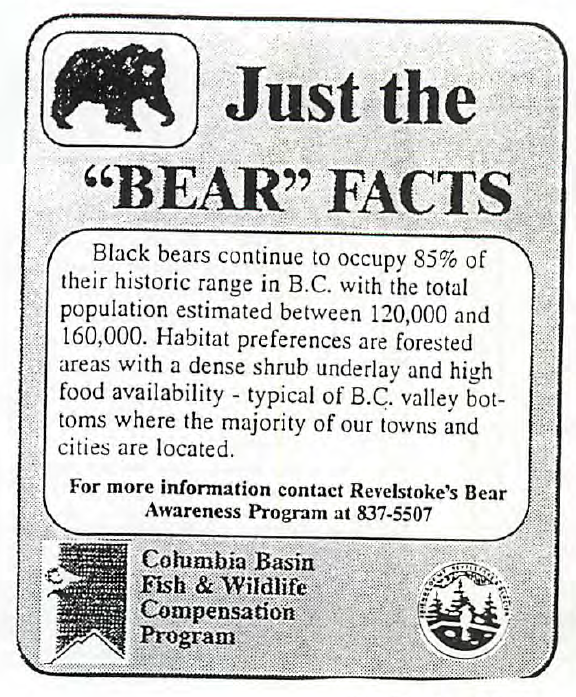 Just the
“BEAR” FACTS
Black bears continue to occupy 85% of
their historic range in B.C. with the total
population estimated between 120,000 and
160,000. Habitat preferences are forested
areas with a dense shrub underlay and high
food availability - typical of B.C. valley bot-
toms where the majority of our towns and
cities are located.
For more information contact Revelstoke's Bear
Awareness Program at 837-5507
Columbia Basin
Fish & Wildlife
Compensation
Program